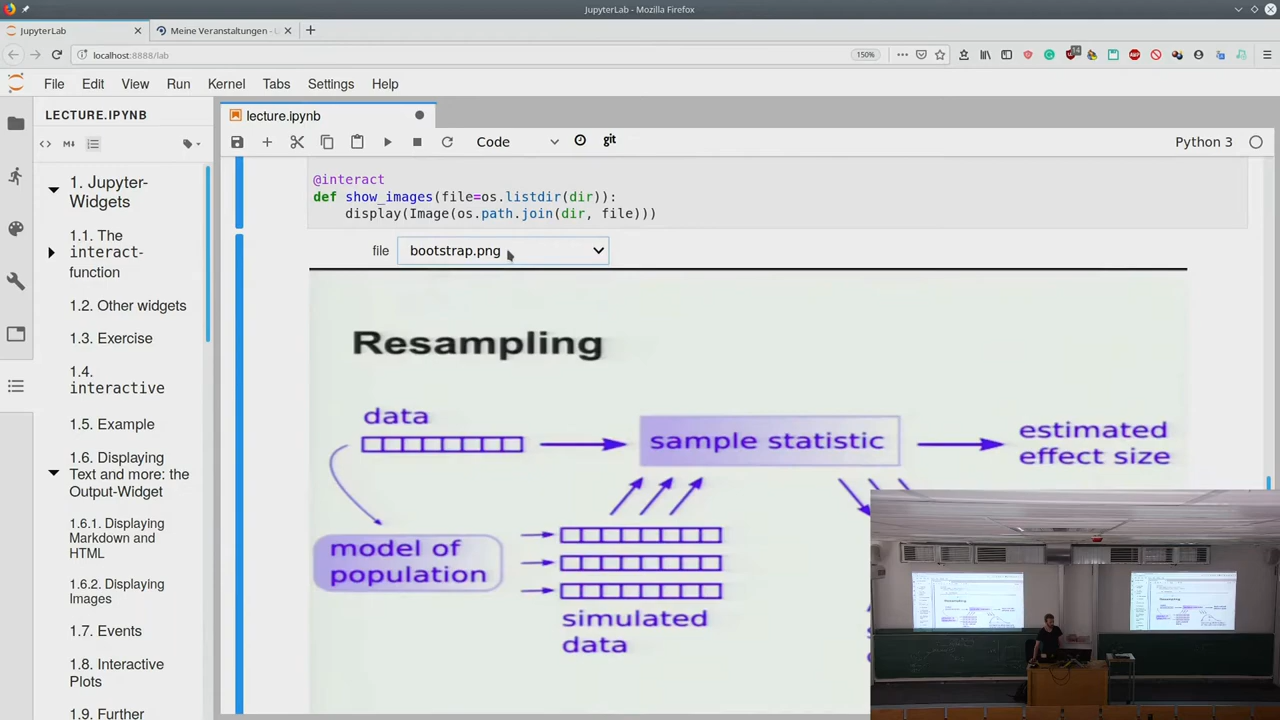 JupyterLab - Mozilla Firefox
JupyterLab
Meine Veranstaltungen -
localhost:8888/lab
150%
14
ABP
File Edit View Run Kernel Tabs Settings Help
LECTURE.IPYNB
lecture.ipynb
Code
git
Python 3
1. Jupyter-
Widgets
1.1. The
interact-
function
1.2. Other widgets
1.3. Exercise
1.4.
interactive
1.5. Example
1.6. Displaying
Text and more: the
Output-Widget
1.6.1. Displaying
Markdown and
HTML
1.6.2. Displaying
Images
1.7. Events
1.8. Interactive
Plots
1.9. Further
@interact
def show_images(file=os.listdir(dir)):
display(Image(os.path.join(dir, file)))
file bootstrap.png
Resampling
data
sample statistic
estimated
effect size
model of
population
simulated
data